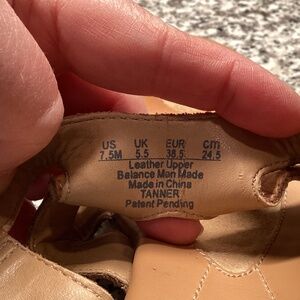 US UK EUR cm
7.5M 5.5 38.5 24.5
Leather Upper
Balance Man Made
Made in China
TANNER
Patent Pending